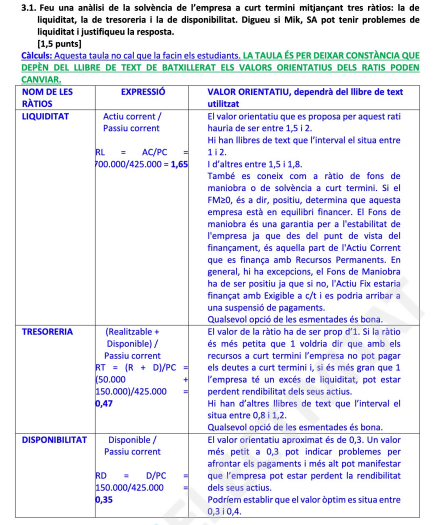 3.1. Feu una anàlisi de la solvència de l'empresa a curt termini mitjançant tres ràtios: la de
liquiditat, la de tresoreria i la de disponibilitat. Digueu si Mik, SA pot tenir problemes de
liquiditat i justifiqueu la resposta.
[1,5 punts]
Càlculs: Aquesta taula no cal que la facin els estudiants. LA TAULA ÉS PER DEIXAR CONSTÀNCIA QUE
DEPÈN DEL LLIBRE DE TEXT DE BATXILLERAT ELS VALORS ORIENTATIUS DELS RATIS PODEN
CANVIAR.
NOM DE LES
RÀTIOS
EXPRESSIÓ
VALOR ORIENTATIU, dependrà del llibre de text
utilitzat
LIQUIDITAT
Actiu corrent /
Passiu corrent
RL = AC/PC =
700.000/425.000 = 1,65
El valor orientatiu que es proposa per aquest rati
hauria de ser entre 1,5 i 2.
Hi han llibres de text que l'interval el situa entre
1 i 2.
I d'altres entre 1,5 i 1,8.
També es coneix com a ràtio de fons de
maniobra o de solvència a curt termini. Si el
FM≥0, és a dir, positiu, determina que aquesta
empresa està en equilibri financer. El Fons de
maniobra és una garantia per a l'estabilitat de
l'empresa ja que des del punt de vista del
finançament, és aquella part de l'Actiu Corrent
que es finança amb Recursos Permanents. En
general, hi ha excepcions, el Fons de Maniobra
ha de ser positiu ja que si no, l'Actiu Fix estaria
finançat amb Exigible a c/t i es podria arribar a
una suspensió de pagaments.
Qualsevol opció de les esmentades és bona.
TRESORERIA
(Realitzable +
Disponible) /
Passiu corrent
RT = (R + D)/PC =
(50.000 +
150.000)/425.000 =
0,47
El valor de la ràtio ha de ser prop d'1. Si la ràtio
és més petita que 1 voldria dir que amb els
recursos a curt termini l'empresa no pot pagar
els deutes a curt termini i, si és més gran que 1
l'empresa té un excés de liquiditat, pot estar
perdent rendibilitat dels seus actius.
Hi han d'altres llibres de text que l'interval el
situa entre 0,8 i 1,2.
Qualsevol opció de les esmentades és bona.
DISPONIBILITAT
Disponible /
Passiu corrent
RD = D/PC =
150.000/425.000 =
0,35
El valor orientatiu aproximat és de 0,3. Un valor
més petit a 0,3 pot indicar problemes per
afrontar els pagaments i més alt pot manifestar
que l'empresa pot estar perdent la rendibilitat
dels seus actius.
Podríem establir que el valor òptim es situa entre
0,3 i 0,4.